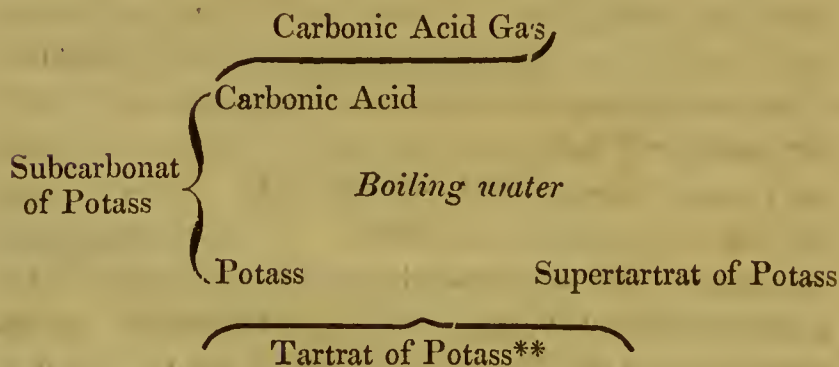 Carbonic Acid Gas
Carbonic Acid
Subcarbonat
of Potass
Boiling water
Potass
Supertartrat of Potass
Tartrat of Potass**